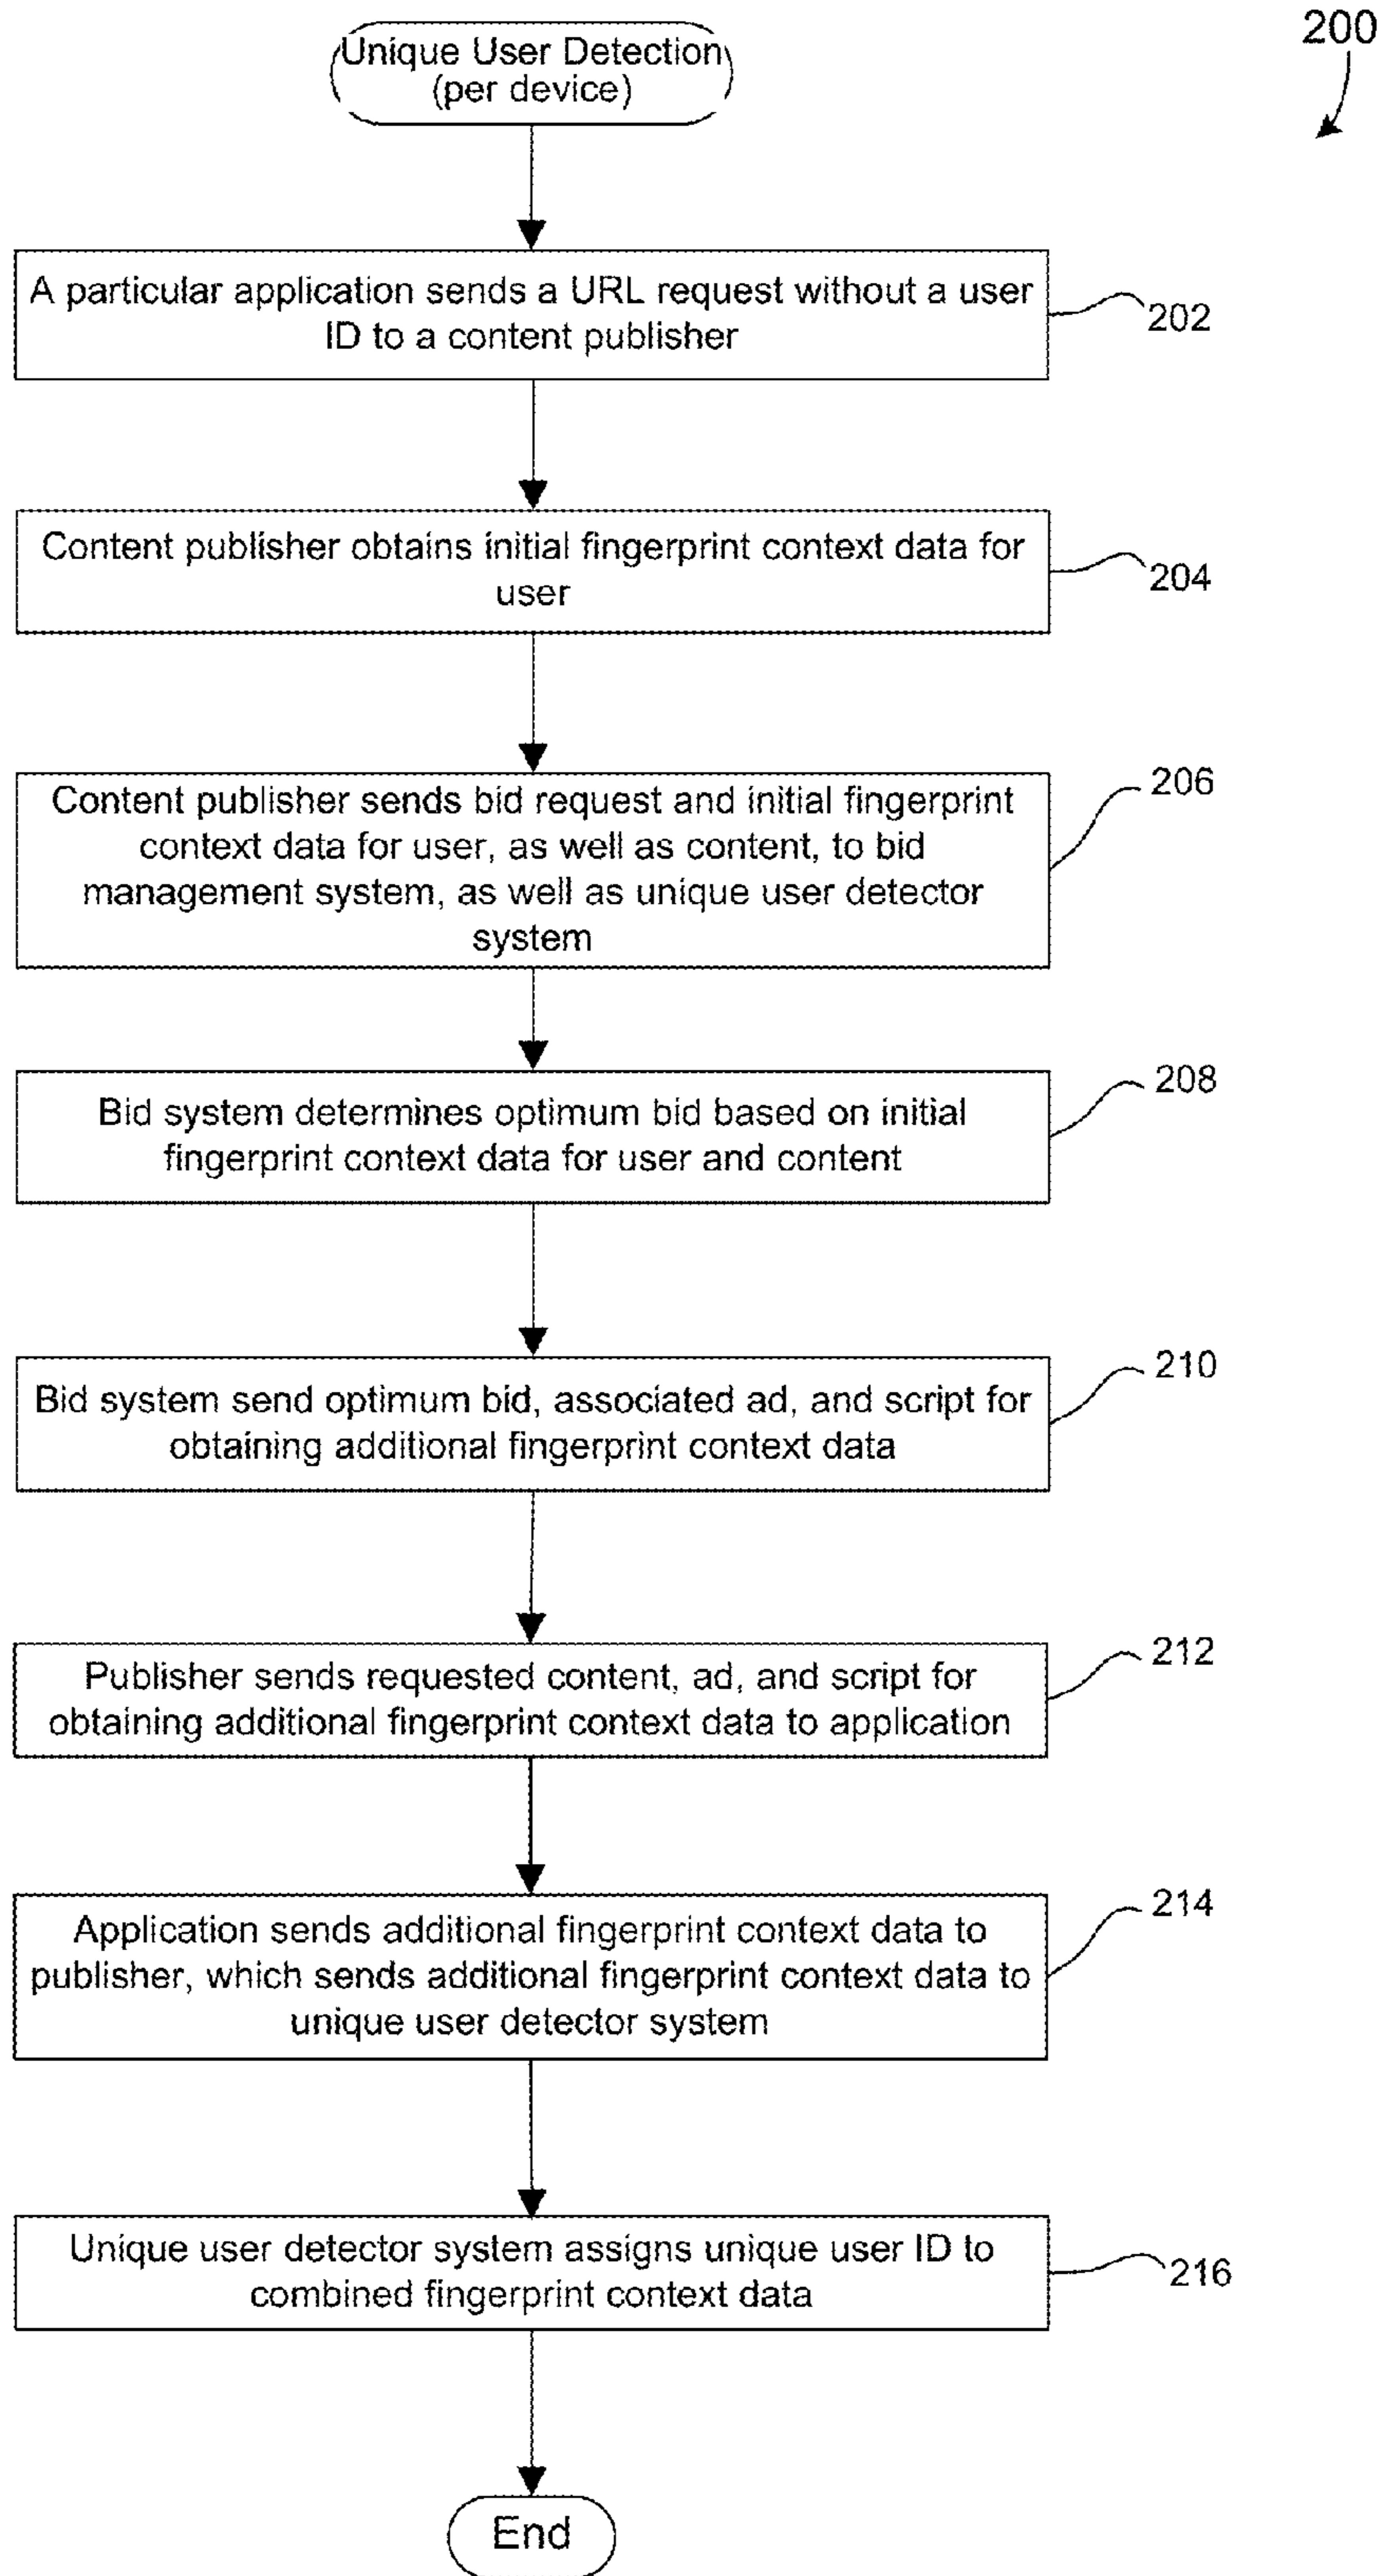 200
Unique User Detection
(per device)
A particular application sends a URL request without a user
ID to a content publisher
202
Content publisher obtains initial fingerprint context data for
user
204
Content publisher sends bid request and initial fingerprint
context data for user, as well as content, to bid
management system, as well as unique user detector
system
206
Bid system determines optimum bid based on initial
fingerprint context data for user and content
208
Bid system send optimum bid, associated ad, and script for
obtaining additional fingerprint context data
210
Publisher sends requested content, ad, and script for
obtaining additional fingerprint context data to application
212
Application sends additional fingerprint context data to
publisher, which sends additional fingerprint context data to
unique user detector system
214
Unique user detector system assigns unique user ID to
combined fingerprint context data
216
End